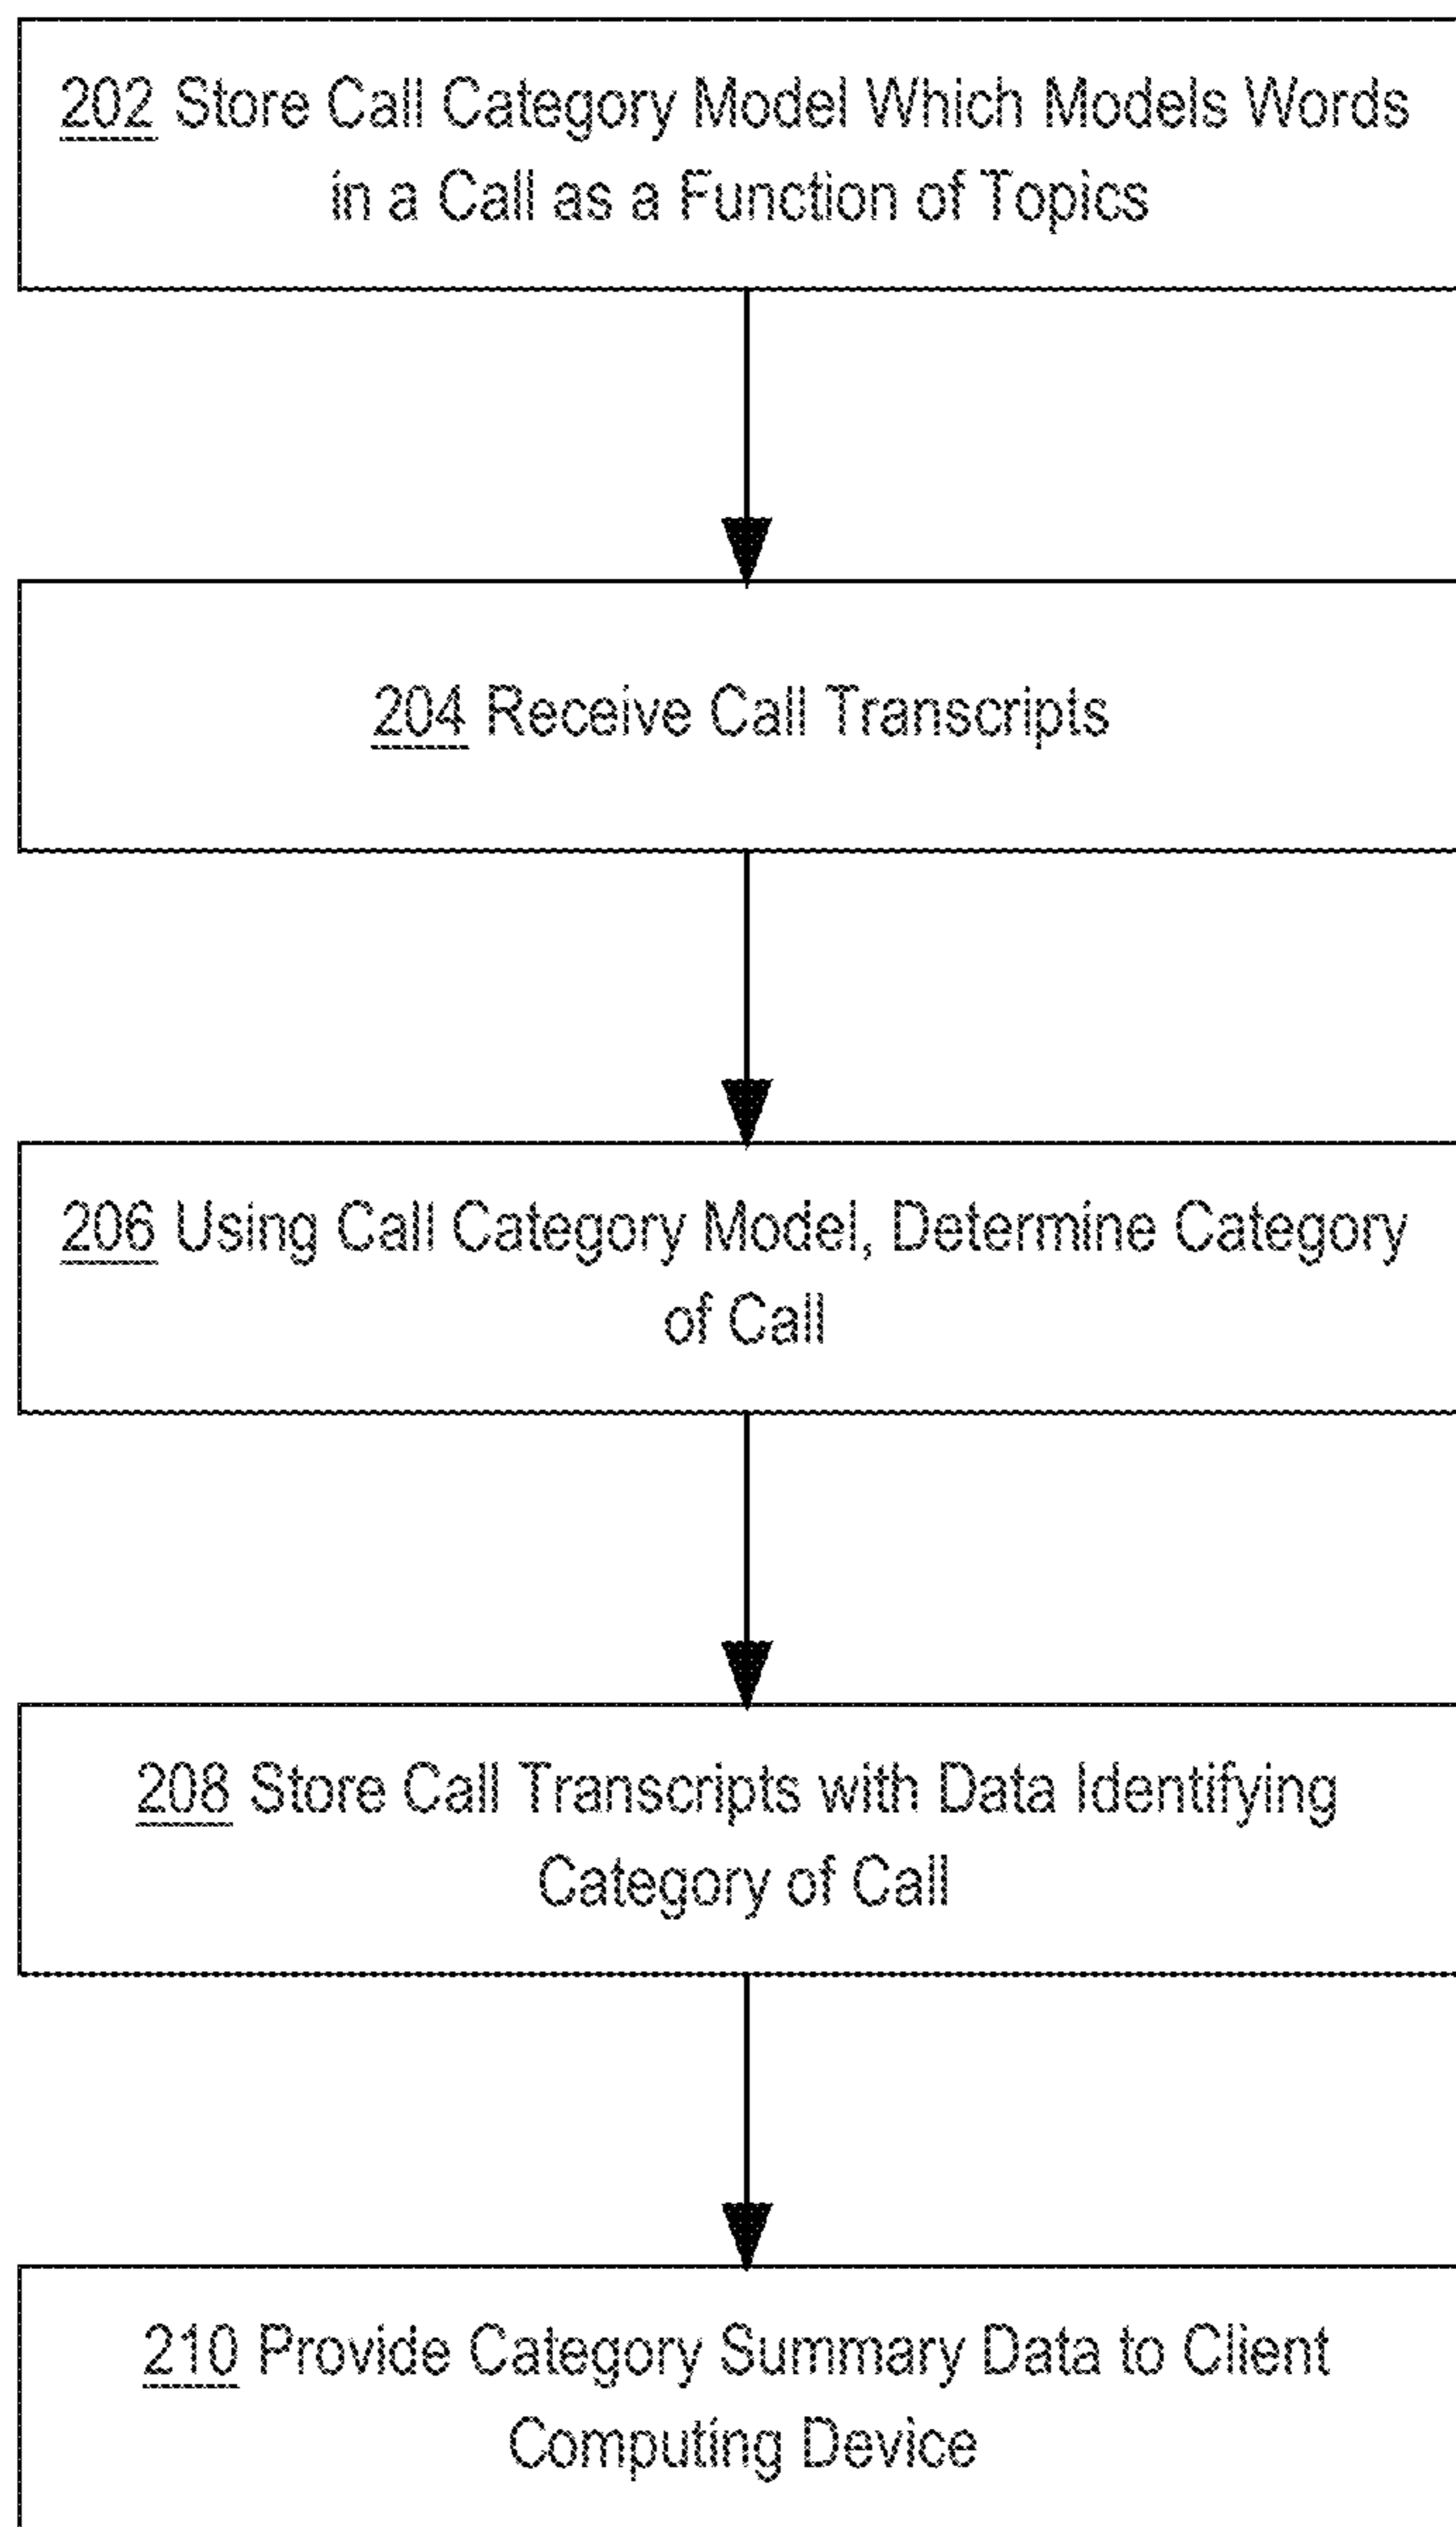 202 Store Call Category Model Which Models Words
in a Call as a Function of Topics
204 Receive Call Transcripts
206 Using Call Category Model, Determine Category
of Call
208 Store Call Transcripts with Data Identifying
Category of Call
210 Provide Category Summary Data to Client
Computing Device